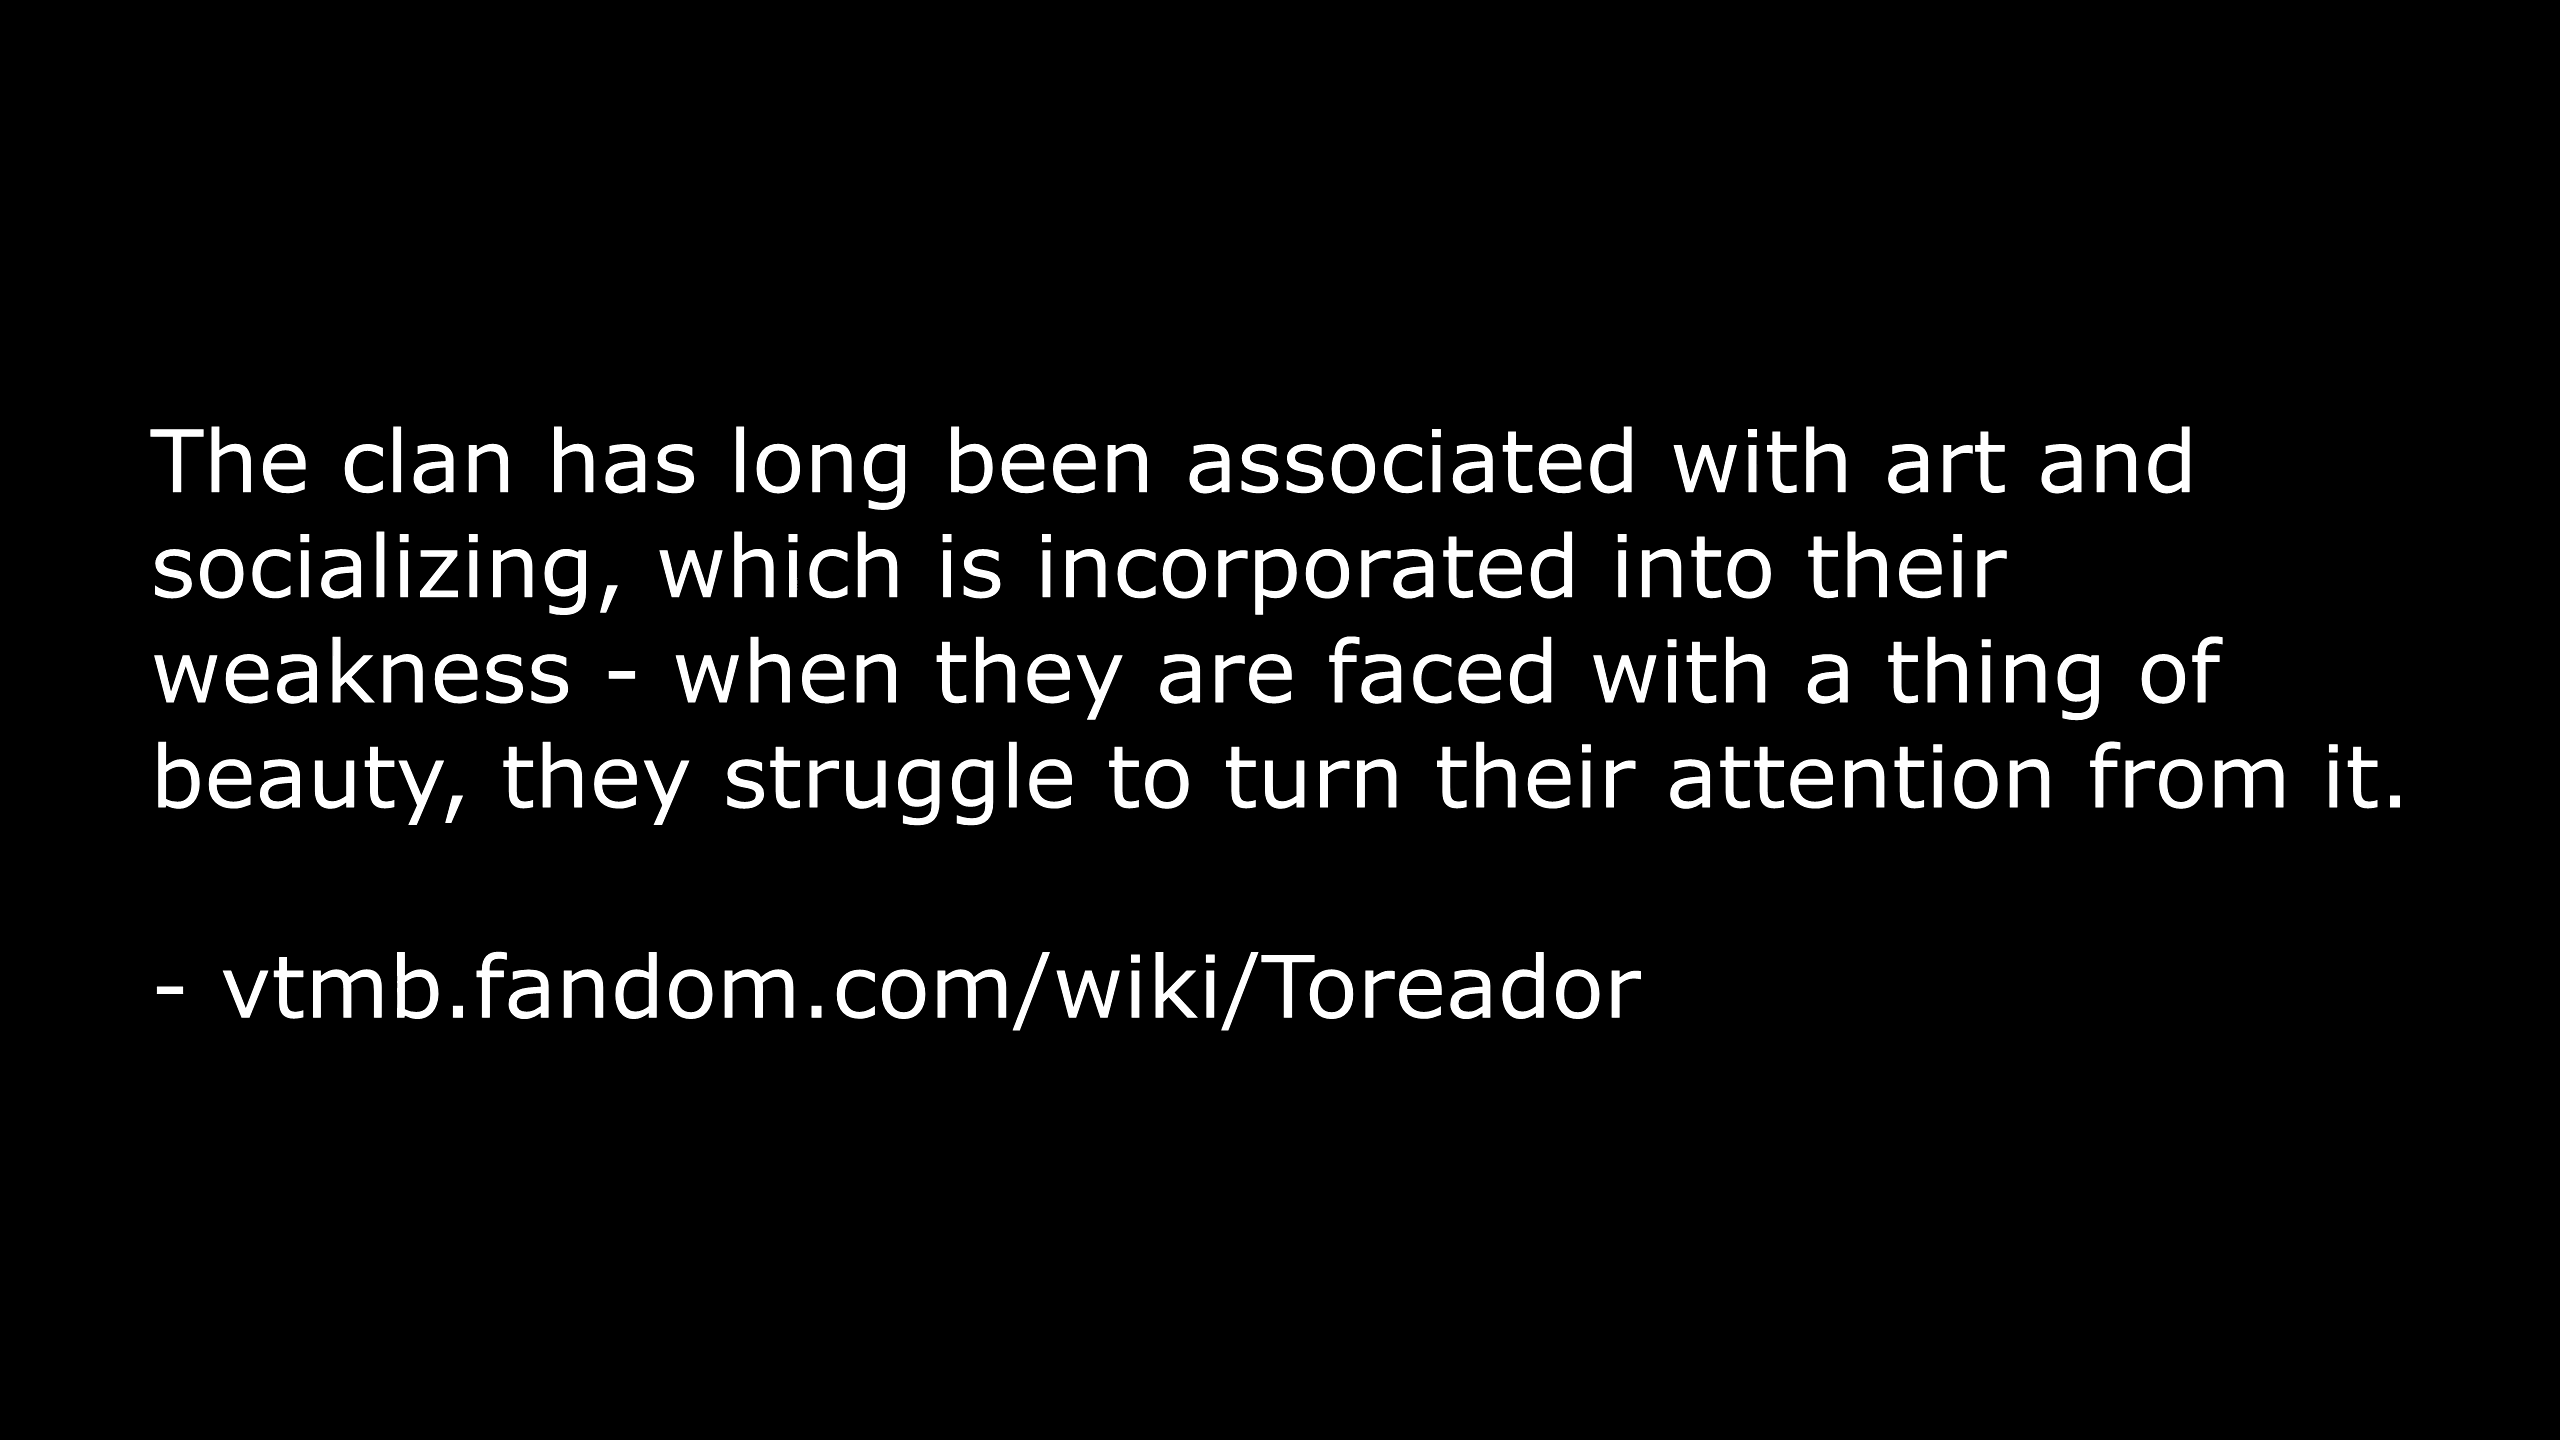 The clan has long been associated with art and
socializing, which is incorporated into their
weakness - when they are faced with a thing of
beauty, they struggle to turn their attention from it.
- vtmb.fandom.com/wiki/Toreador